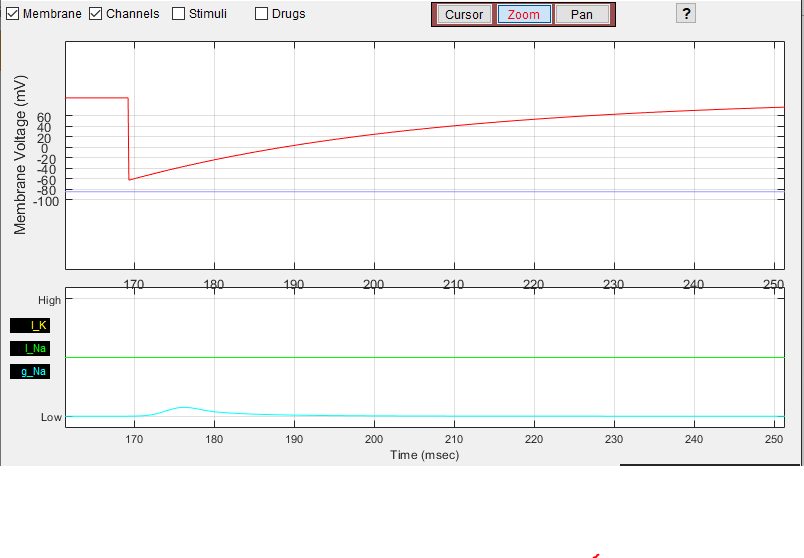 Membrane Channels Stimuli Drugs Cursor Zoom Pan ?
Membrane Voltage (mV)
60
40
20
0
-20
-40
-60
-80
-100
170 180 190 200 210 220 230 240 250
High
I_K
I_Na
g_Na
Low
170 180 190 200 210 220 230 240 250
Time (msec)